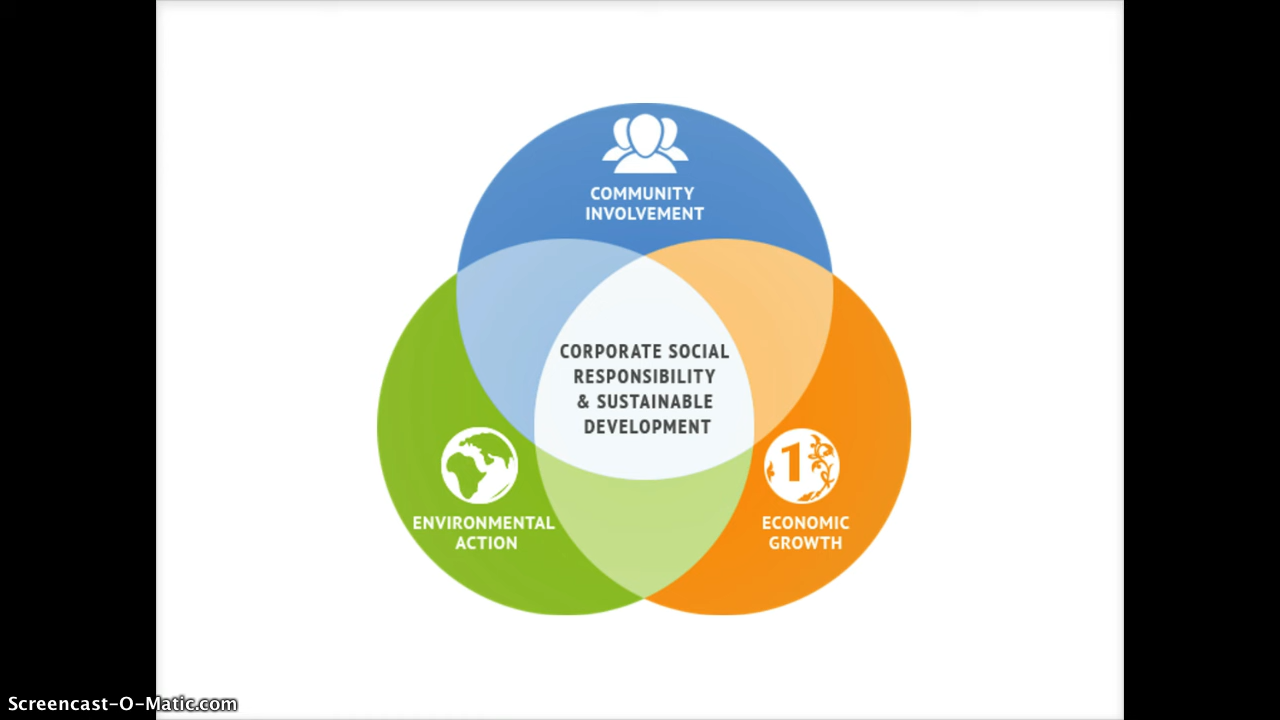 COMMUNITY
INVOLVEMENT
CORPORATE SOCIAL
RESPONSIBILITY
& SUSTAINABLE
DEVELOPMENT
1
ENVIRONMENTAL
ACTION
ECONOMIC
GROWTH
Screencast-O-Matic.com